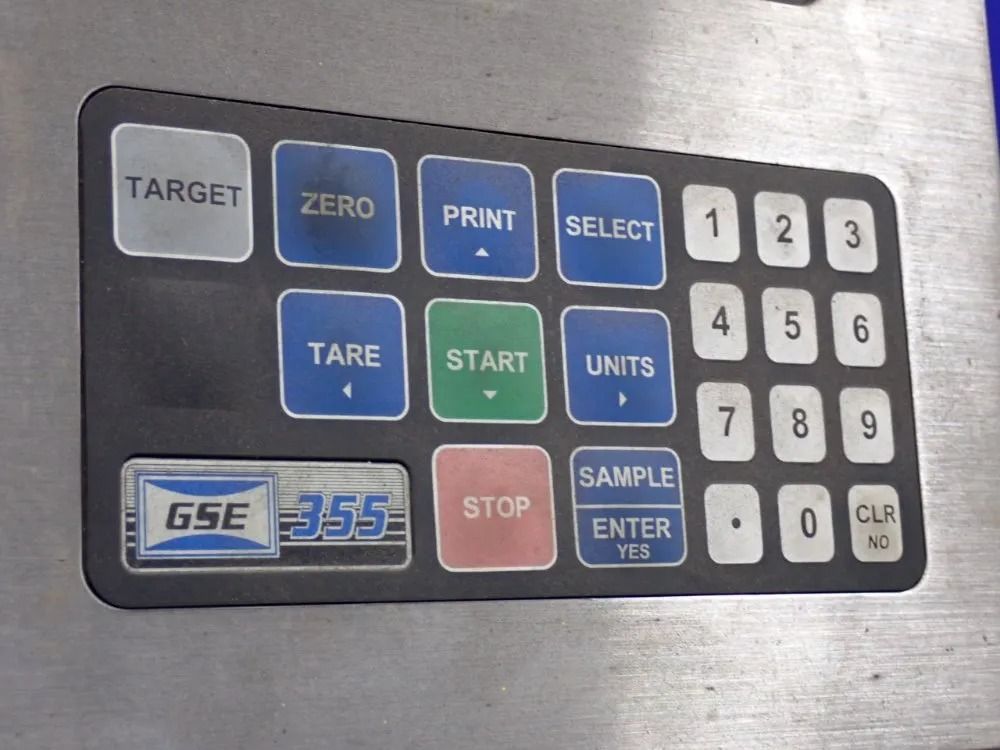 TARGET
ZERO
PRINT
SELECT
1
2
3
TARE
START
UNITS
4
5
6
7
8
9
GSE 355
STOP
SAMPLE
ENTER
YES
.
0
CLR
NO